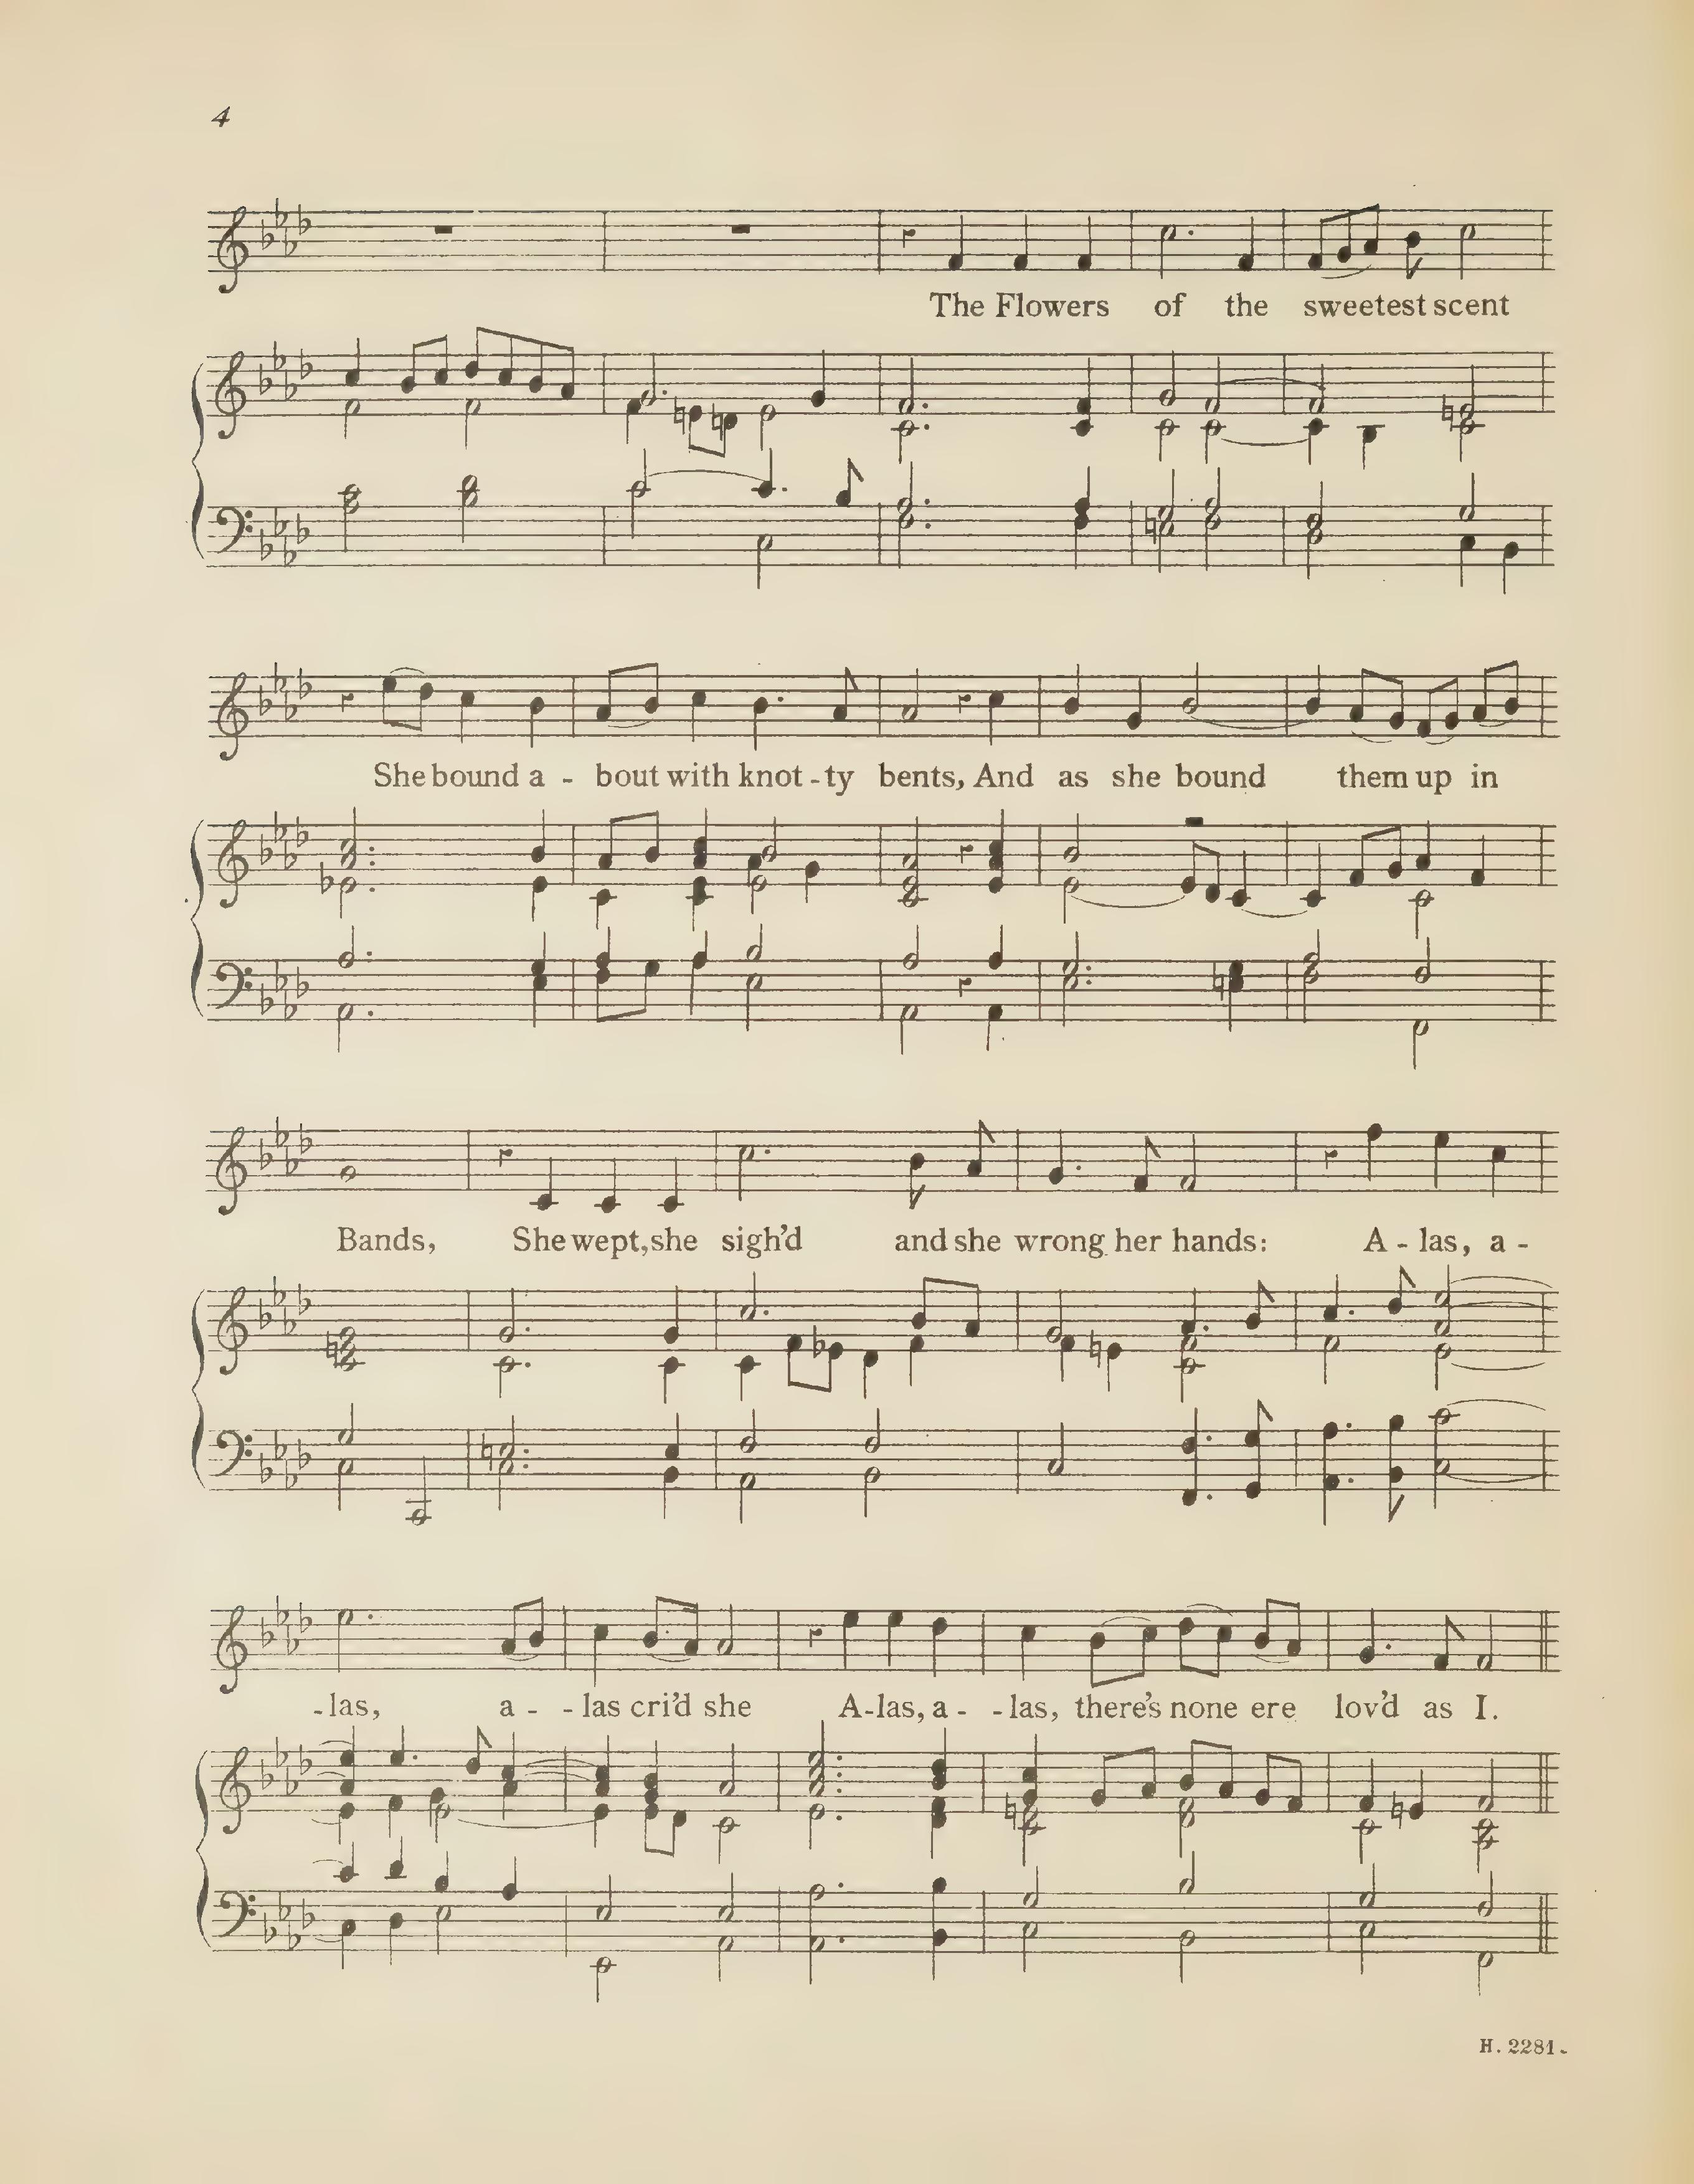 4
The Flowers of the sweetest scent
She bound a - bout with knot - ty bents, And as she bound them up in
Bands, She wept, she sigh'd and she wrong her hands: A - las, a -
- las, a - - las cri'd she A - las, a - - las, there's none ere lov'd as I.
H. 2281.